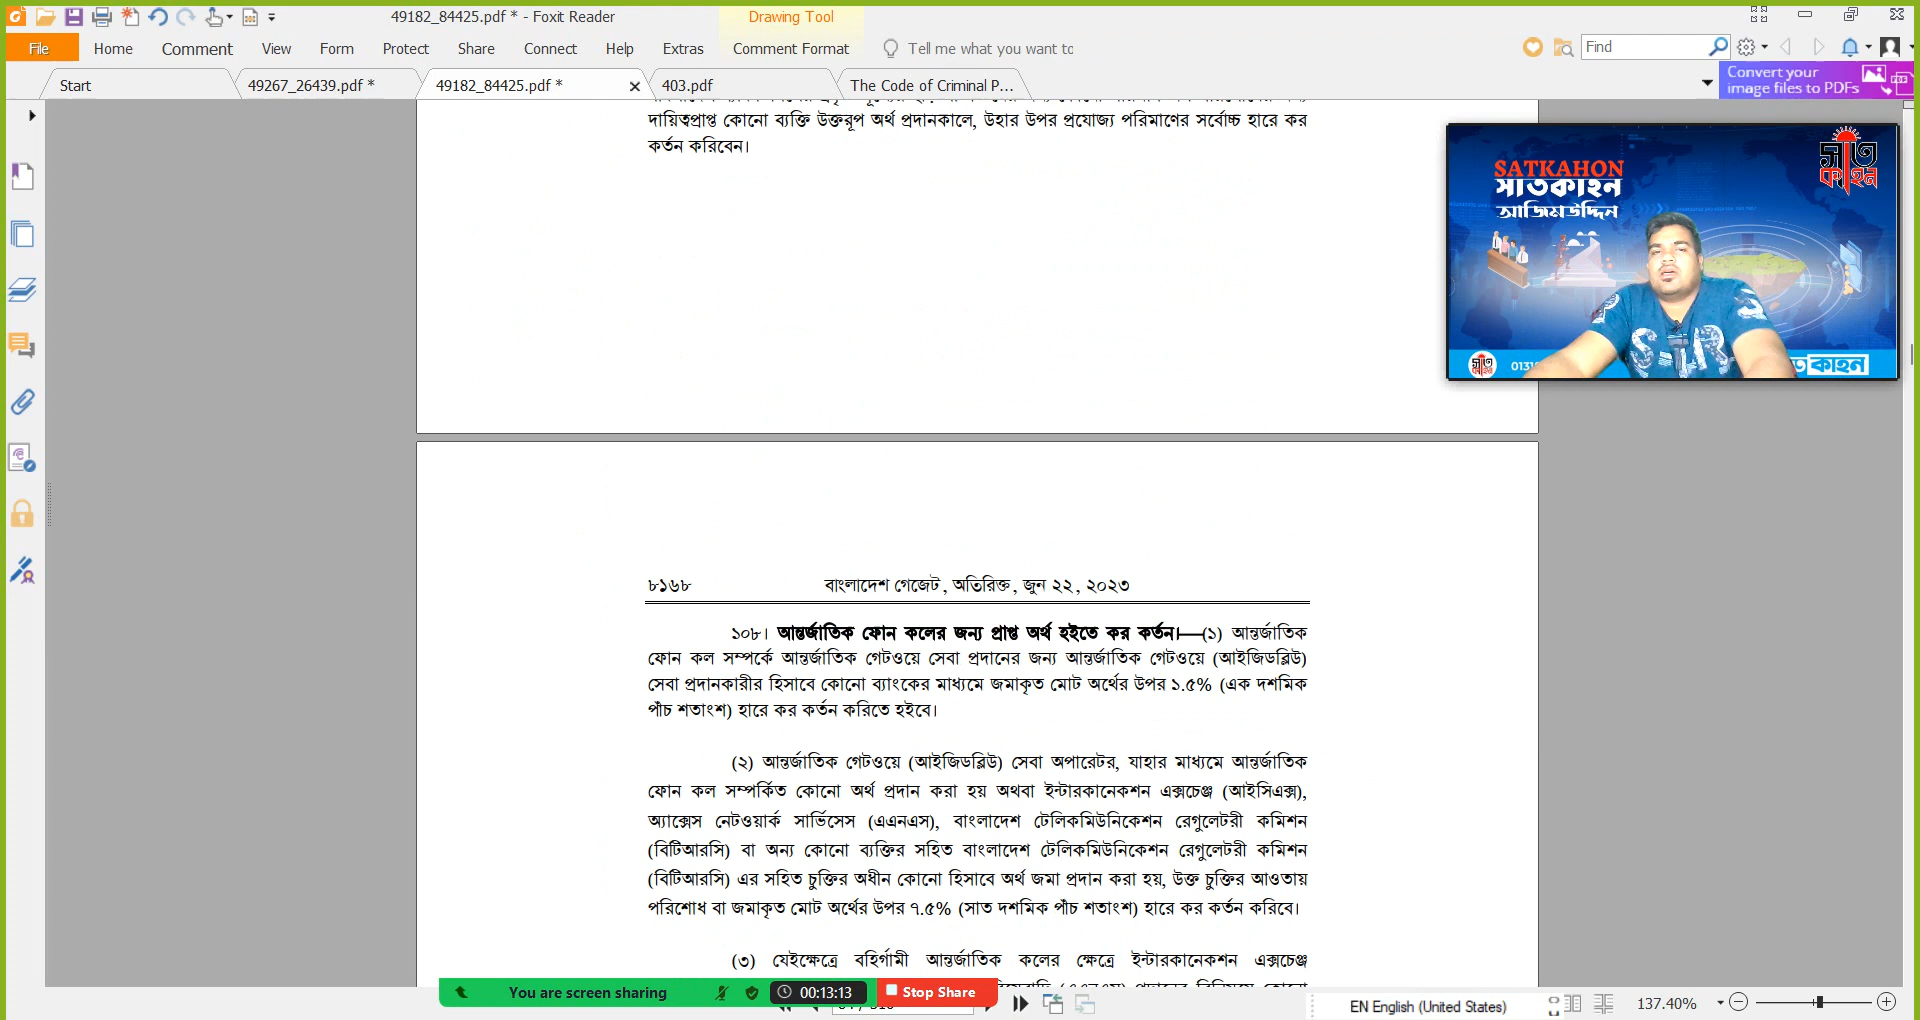 49182_84425.pdf * - Foxit Reader
Drawing Tool
File
Home
Comment
View
Form
Protect
Share
Connect
Help
Extras
Comment Format
Tell me what you want to
Find
Start
49267_26439.pdf *
49182_84425.pdf *
403.pdf
The Code of Criminal P...
Convert your
image files to PDFs
দায়িত্বপ্রাপ্ত কোনো ব্যক্তি উক্তরূপ অর্থ প্রদানকালে, উহার উপর প্রযোজ্য পরিমাণের সর্বোচ্চ হারে কর
কর্তন করিবেন।
SATKAHON
সাতকাহন
আজিমউদ্দিন
সাত
কাহন
কাহন
৮১৬৮
বাংলাদেশ গেজেট, অতিরিক্ত, জুন ২২, ২০২৩
১০৮। আন্তর্জাতিক ফোন কলের জন্য প্রাপ্ত অর্থ হইতে কর কর্তন।—(১) আন্তর্জাতিক
ফোন কল সম্পর্কে আন্তর্জাতিক গেটওয়ে সেবা প্রদানের জন্য আন্তর্জাতিক গেটওয়ে (আইজিডব্লিউ)
সেবা প্রদানকারীর হিসাবে কোনো ব্যাংকের মাধ্যমে জমাকৃত মোট অর্থের উপর ১.৫% (এক দশমিক
পাঁচ শতাংশ) হারে কর কর্তন করিতে হইবে।
(২) আন্তর্জাতিক গেটওয়ে (আইজিডব্লিউ) সেবা অপারেটর, যাহার মাধ্যমে আন্তর্জাতিক
ফোন কল সম্পর্কিত কোনো অর্থ প্রদান করা হয় অথবা ইন্টারকানেকশন এক্সচেঞ্জ (আইসিএক্স),
অ্যাক্সেস নেটওয়ার্ক সার্ভিসেস (এএনএস), বাংলাদেশ টেলিকমিউনিকেশন রেগুলেটরী কমিশন
(বিটিআরসি) বা অন্য কোনো ব্যক্তির সহিত বাংলাদেশ টেলিকমিউনিকেশন রেগুলেটরী কমিশন
(বিটিআরসি) এর সহিত চুক্তির অধীন কোনো হিসাবে অর্থ জমা প্রদান করা হয়, উক্ত চুক্তির আওতায়
পরিশোধ বা জমাকৃত মোট অর্থের উপর ৭.৫% (সাত দশমিক পাঁচ শতাংশ) হারে কর কর্তন করিবে।
(৩) যেইক্ষেত্রে বহির্গামী আন্তর্জাতিক কলের ক্ষেত্রে ইন্টারকানেকশন এক্সচেঞ্জ
You are screen sharing
00:13:13
Stop Share
EN English (United States)
137.40%